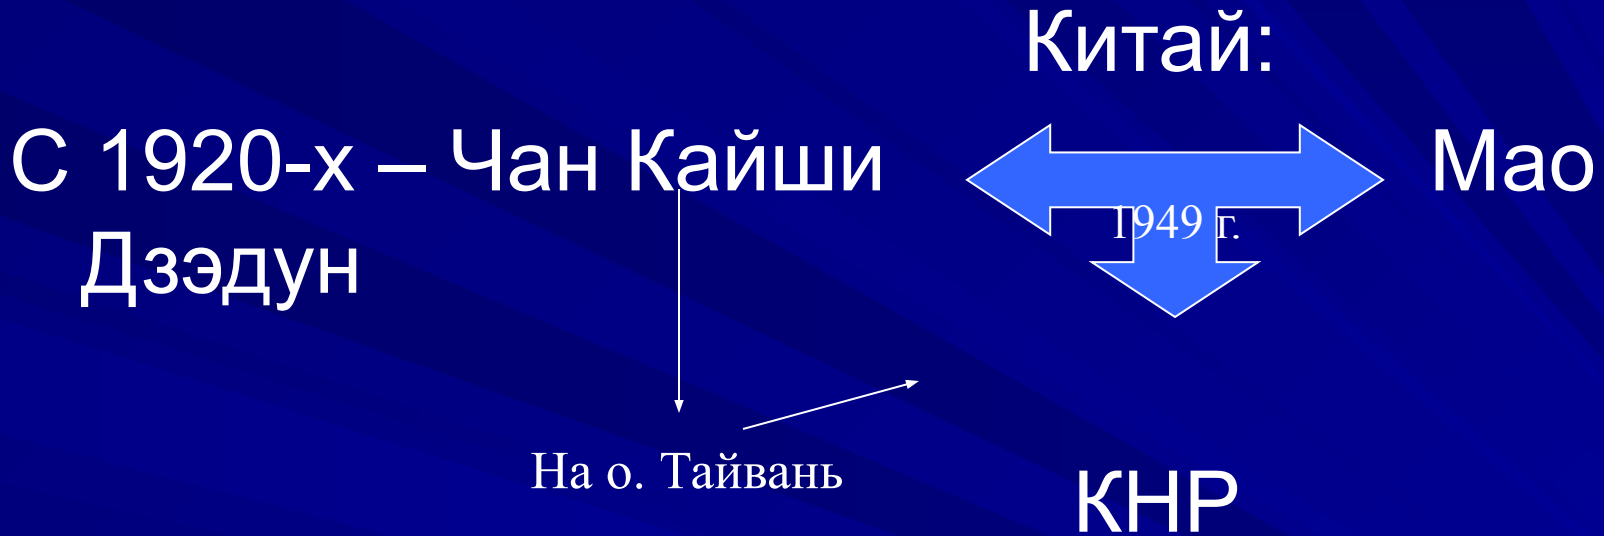 Китай:
С 1920-х – Чан Кайши Мао
1949 г.
Дзэдун
На о. Тайвань
КНР